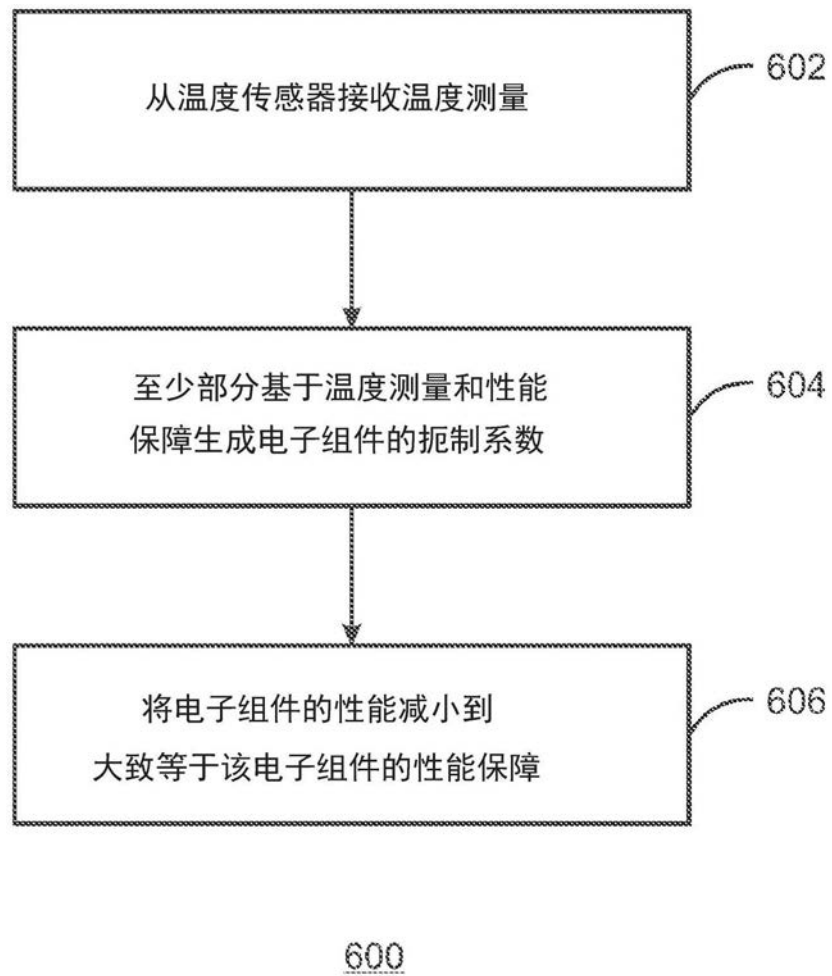 从温度传感器接收温度测量
602
至少部分基于温度测量和性能
保障生成电子组件的扼制系数
604
将电子组件的性能减小到
大致等于该电子组件的性能保障
606
600